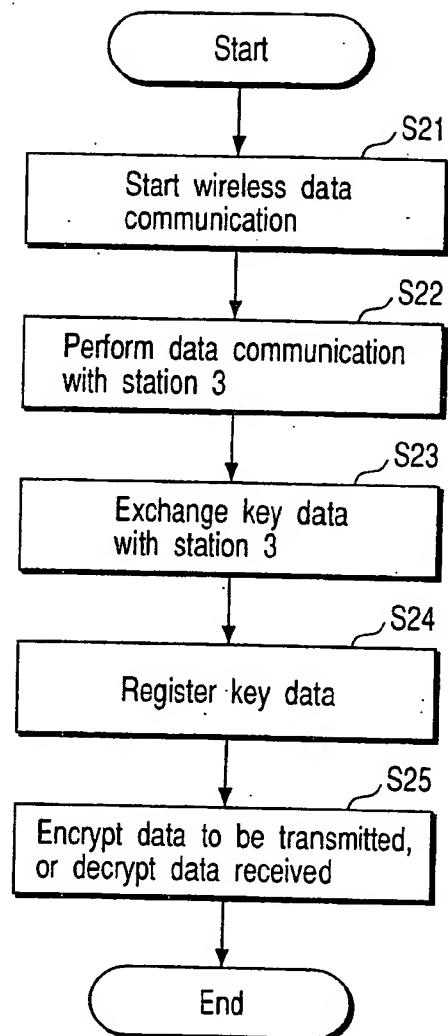 Start
S21
Start wireless data
communication
S22
Perform data communication
with station 3
S23
Exchange key data
with station 3
S24
Register key data
S25
Encrypt data to be transmitted,
or decrypt data received
End